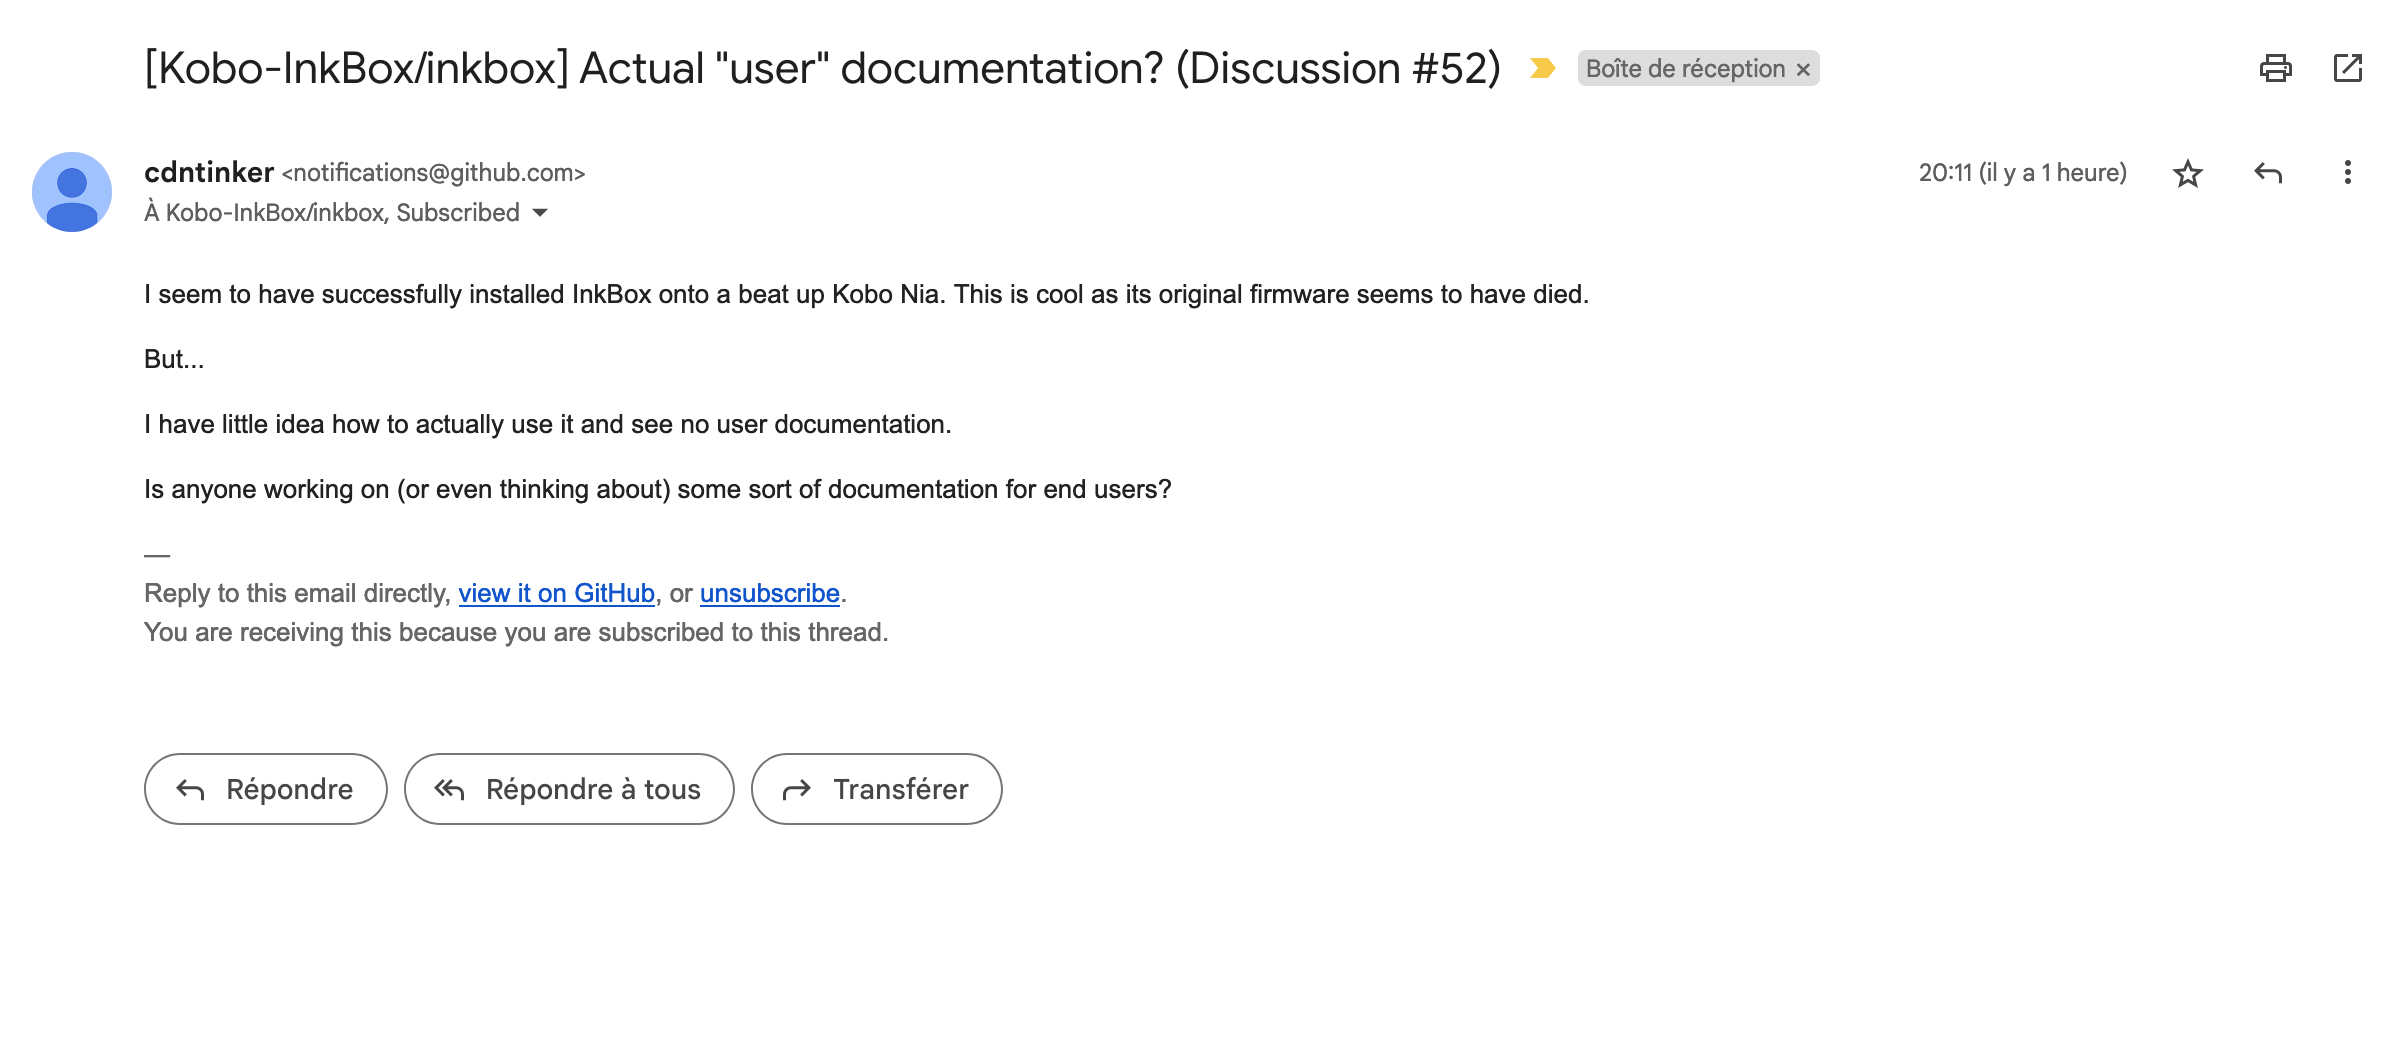 [Kobo-InkBox/inkbox] Actual "user" documentation? (Discussion #52) Boîte de réception ×
cdntinker <notifications@github.com> 20:11 (il y a 1 heure)
À Kobo-InkBox/inkbox, Subscribed
I seem to have successfully installed InkBox onto a beat up Kobo Nia. This is cool as its original firmware seems to have died.
But...
I have little idea how to actually use it and see no user documentation.
Is anyone working on (or even thinking about) some sort of documentation for end users?
—
Reply to this email directly, view it on GitHub, or unsubscribe.
You are receiving this because you are subscribed to this thread.
Répondre Répondre à tous Transférer